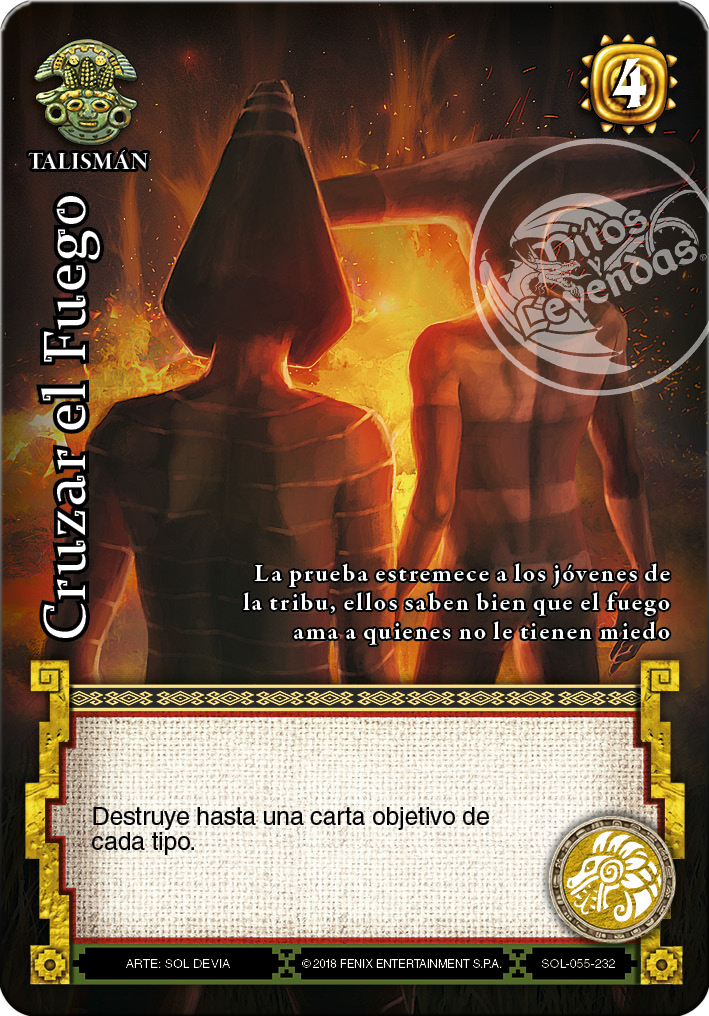 TALISMÁN
4
Mitos
y
Leyendas
Cruzar el Fuego
La prueba estremece a los jóvenes de
la tribu, ellos saben bien que el fuego
ama a quienes no le tienen miedo
Destruye hasta una carta objetivo de
cada tipo.
ARTE: SOL DEVIA
©2018 FENIX ENTERTAINMENT S.P.A.
SOL-055-232